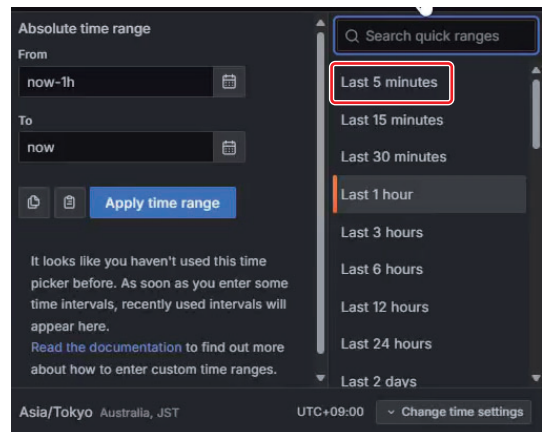 Absolute time range
From
now-1h
To
now
Apply time range
It looks like you haven't used this time
picker before. As soon as you enter some
time intervals, recently used intervals will
appear here.
Read the documentation to find out more
about how to enter custom time ranges.
Search quick ranges
Last 5 minutes
Last 15 minutes
Last 30 minutes
Last 1 hour
Last 3 hours
Last 6 hours
Last 12 hours
Last 24 hours
Last 2 days
Asia/Tokyo Australia, JST
UTC+09:00
Change time settings